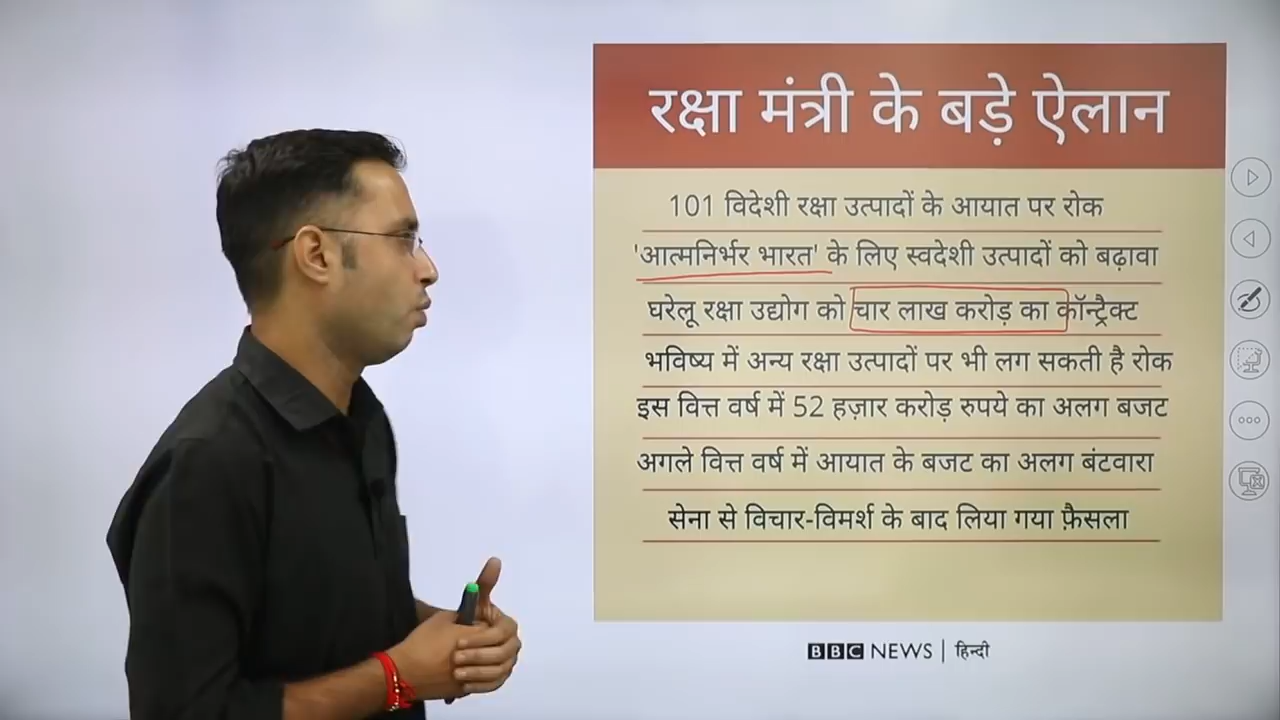 रक्षा मंत्री के बड़े ऐलान
101 विदेशी रक्षा उत्पादों के आयात पर रोक
'आत्मनिर्भर भारत' के लिए स्वदेशी उत्पादों को बढ़ावा
घरेलू रक्षा उद्योग को चार लाख करोड़ का कॉन्ट्रैक्ट
भविष्य में अन्य रक्षा उत्पादों पर भी लग सकती है रोक
इस वित्त वर्ष में 52 हज़ार करोड़ रुपये का अलग बजट
अगले वित्त वर्ष में आयात के बजट का अलग बंटवारा
सेना से विचार-विमर्श के बाद लिया गया फ़ैसला
BBC NEWS | हिन्दी